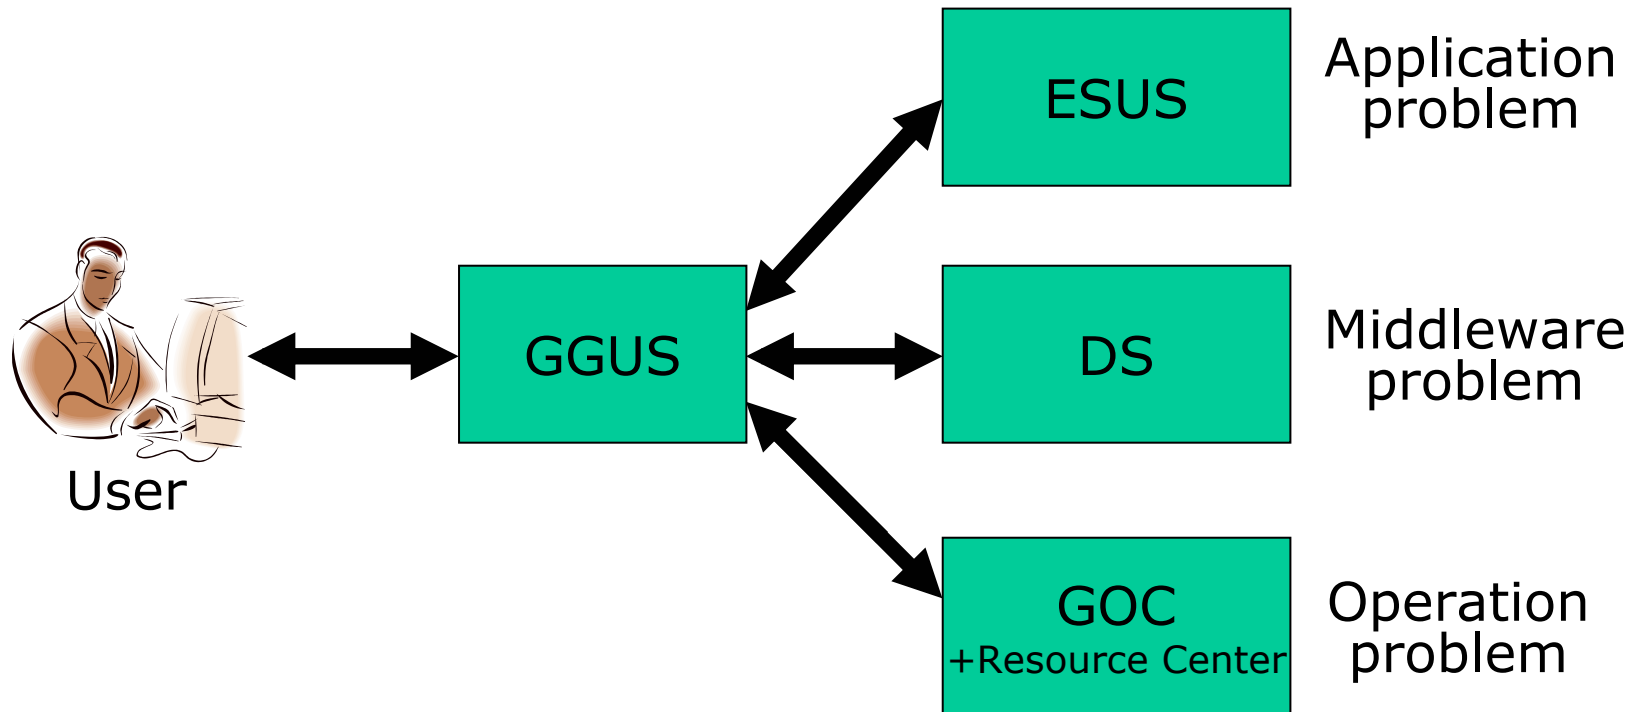 User
GGUS
ESUS
Application
problem
DS
Middleware
problem
GOC
+Resource Center
Operation
problem